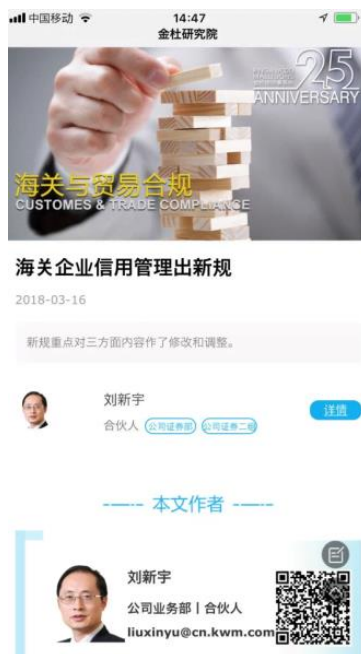 中国移动
14:47
金杜研究院
25
ANNIVERSARY
海关与贸易合规
CUSTOMES & TRADE COMPLIANCE
海关企业信用管理出新规
2018-03-16
新规重点对三方面内容作了修改和调整。
刘新宇
合伙人 公司证券部 公司证券二组
详情
本文作者
刘新宇
公司业务部丨合伙人
liuxinyu@cn.kwm.com